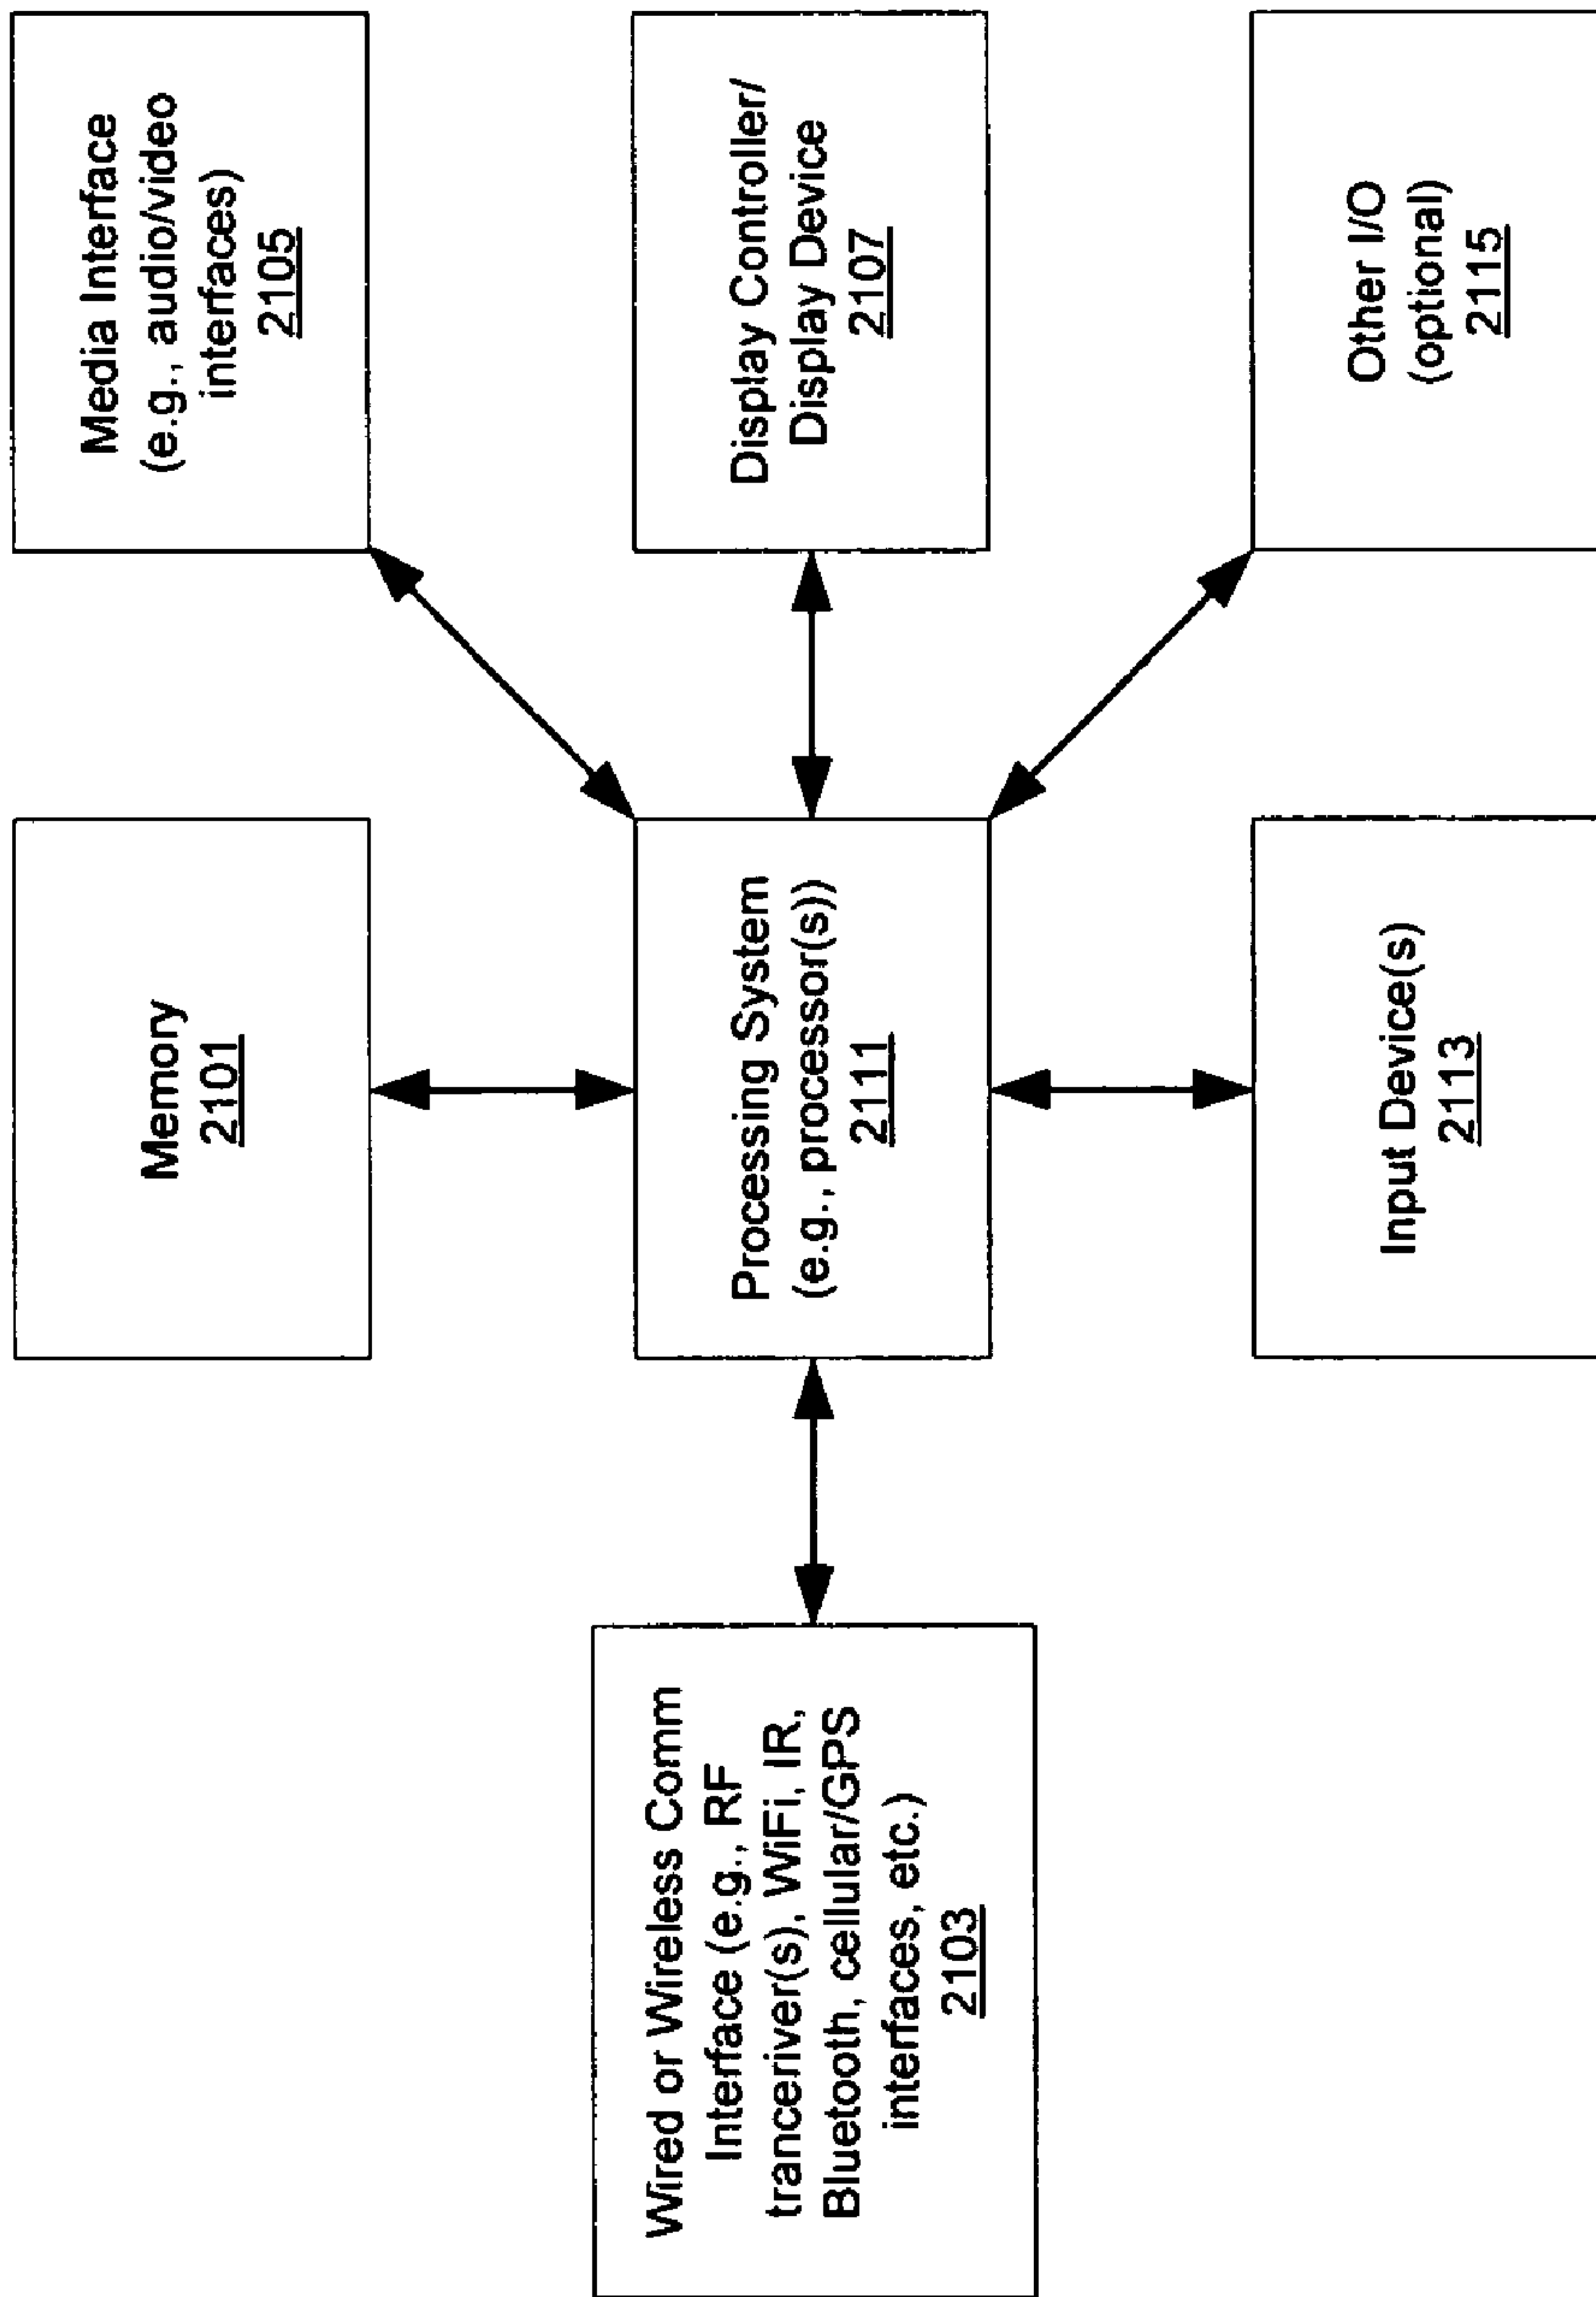 Memory
2101
Media Interface
(e.g., audio/video
interfaces)
2105
Wired or Wireless Comm
Interface (e.g., RF
tranceriver(s), WiFi, IR,
Bluetooth, cellular/GPS
interfaces, etc.)
2103
Processing System
(e.g., processor(s))
2111
Display Controller/
Display Device
2107
Input Device(s)
2113
Other I/O
(optional)
2115